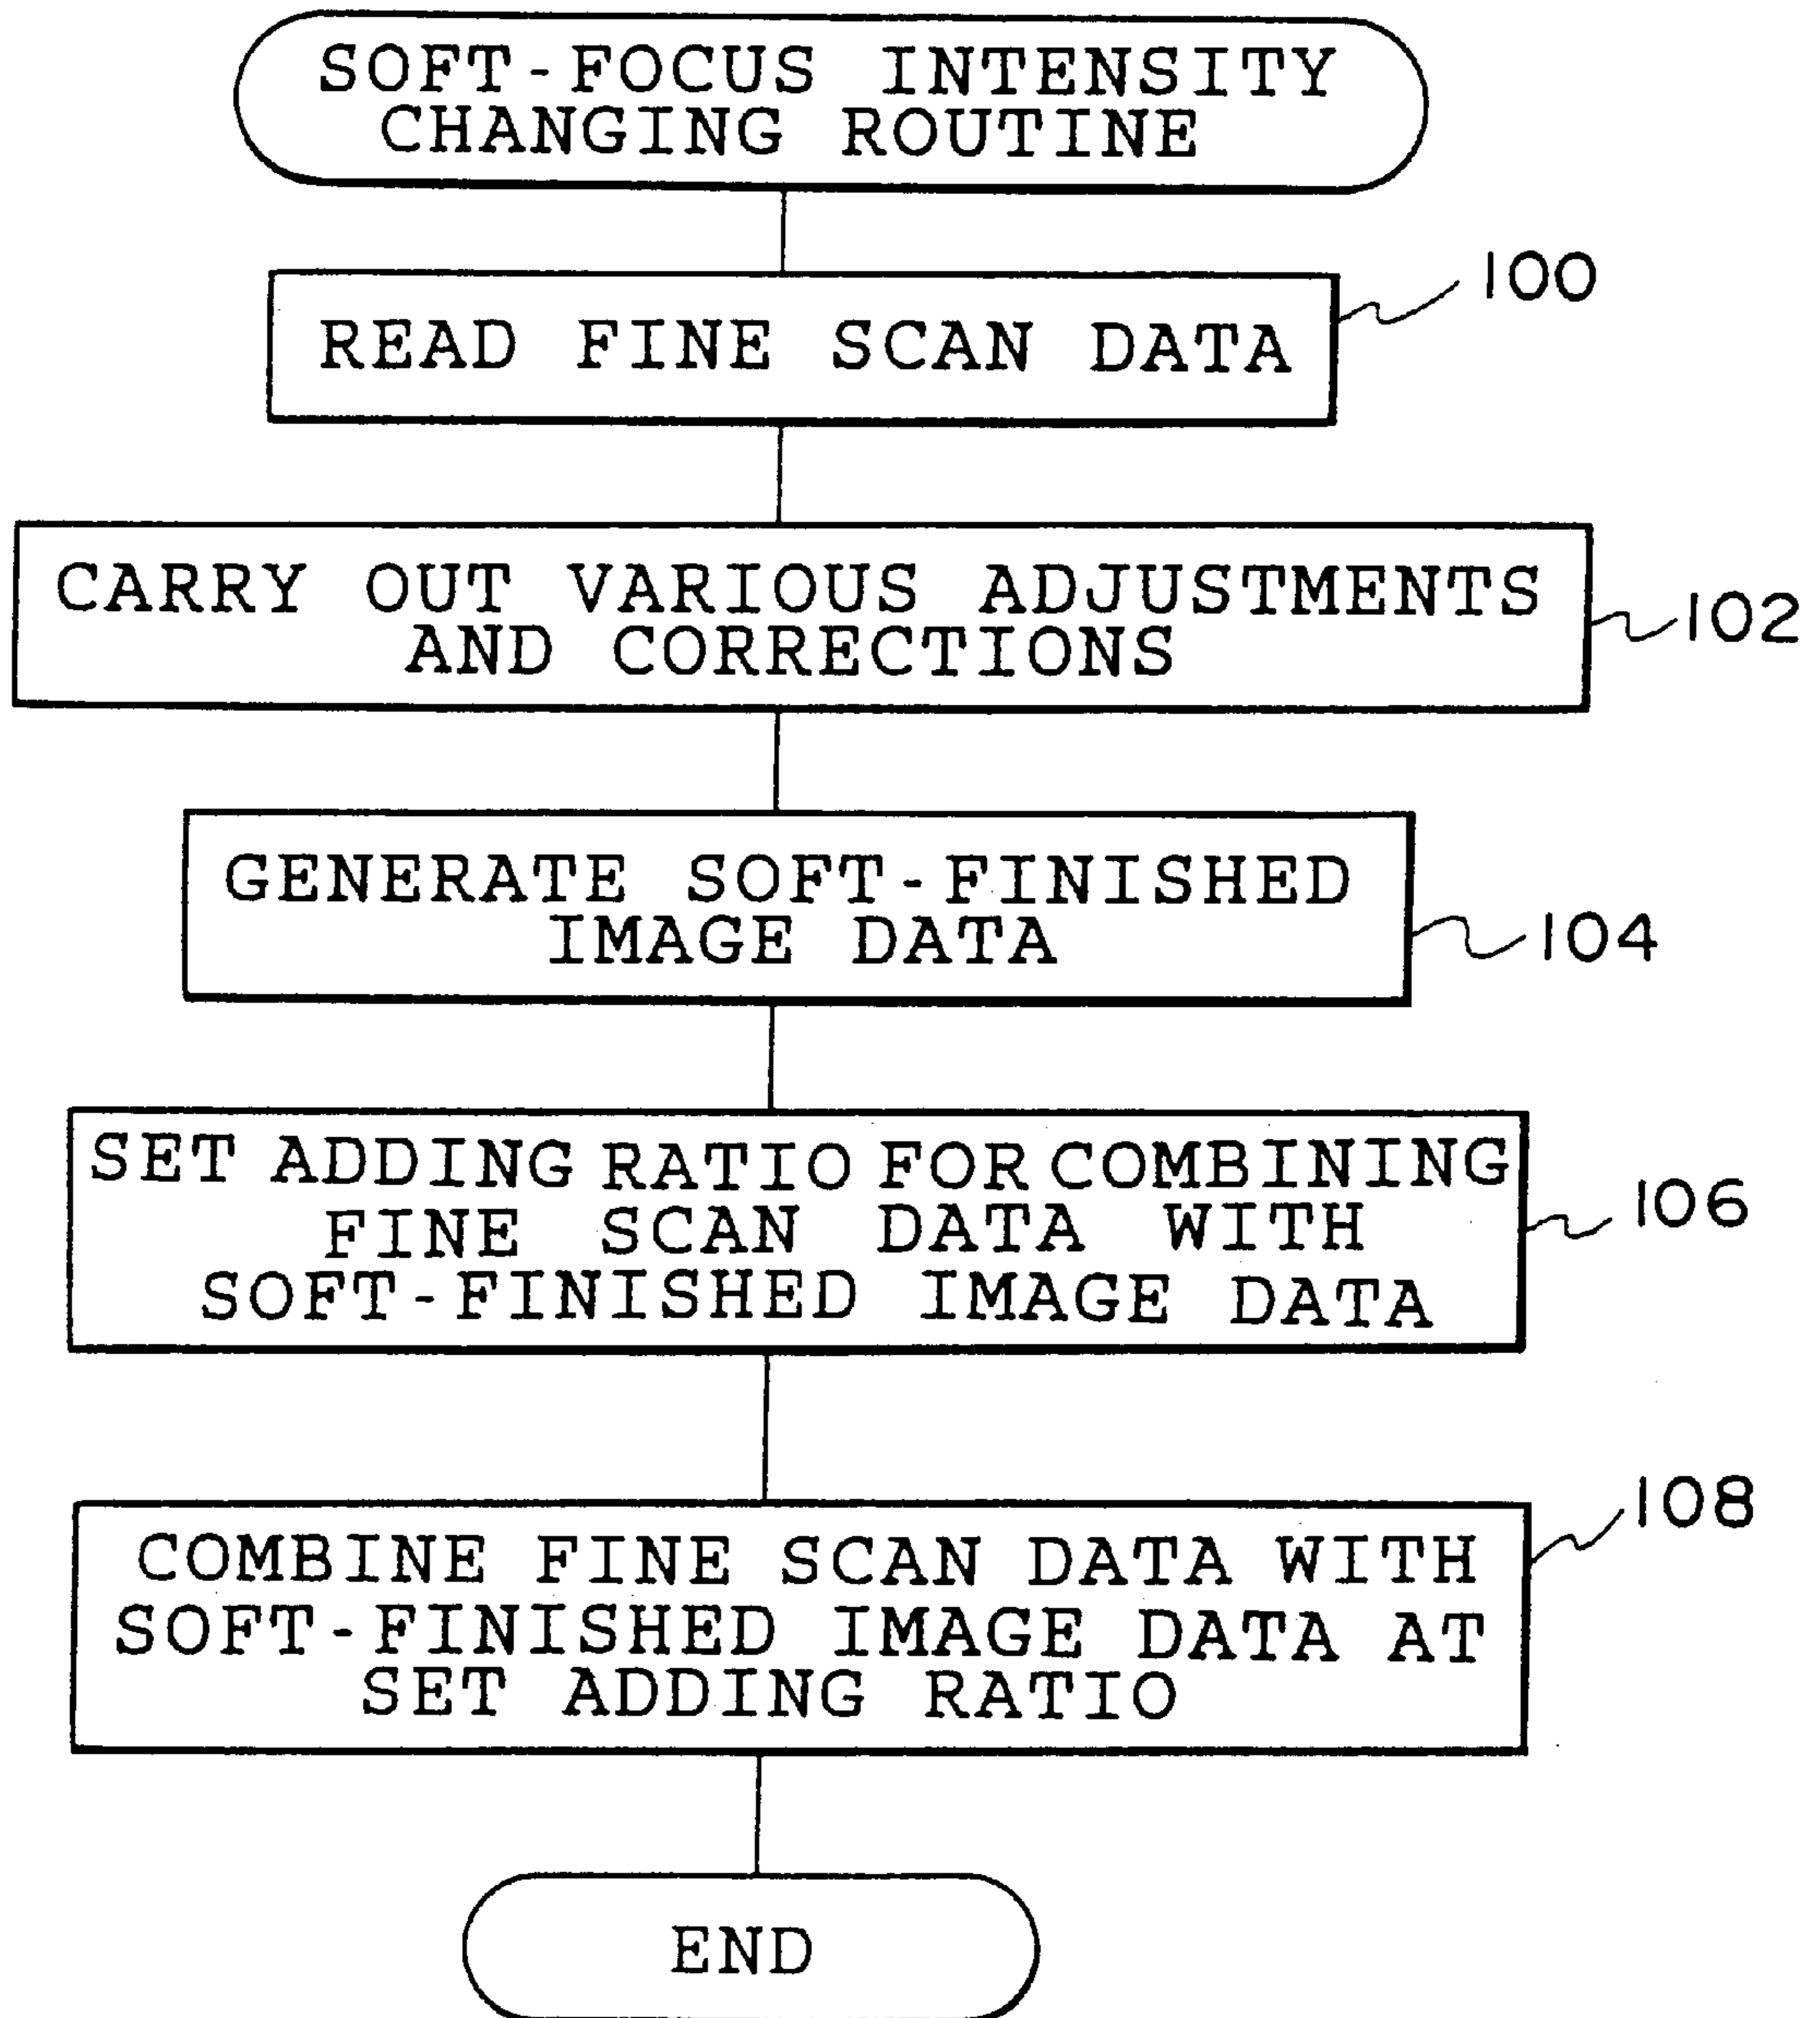 SOFT-FOCUS INTENSITY
CHANGING ROUTINE
100
READ FINE SCAN DATA
CARRY OUT VARIOUS ADJUSTMENTS
AND CORRECTIONS
102
GENERATE SOFT-FINISHED
IMAGE DATA
104
SET ADDING RATIO FOR COMBINING
FINE SCAN DATA WITH
SOFT-FINISHED IMAGE DATA
106
108
COMBINE FINE SCAN DATA WITH
SOFT-FINISHED IMAGE DATA AT
SET ADDING RATIO
END